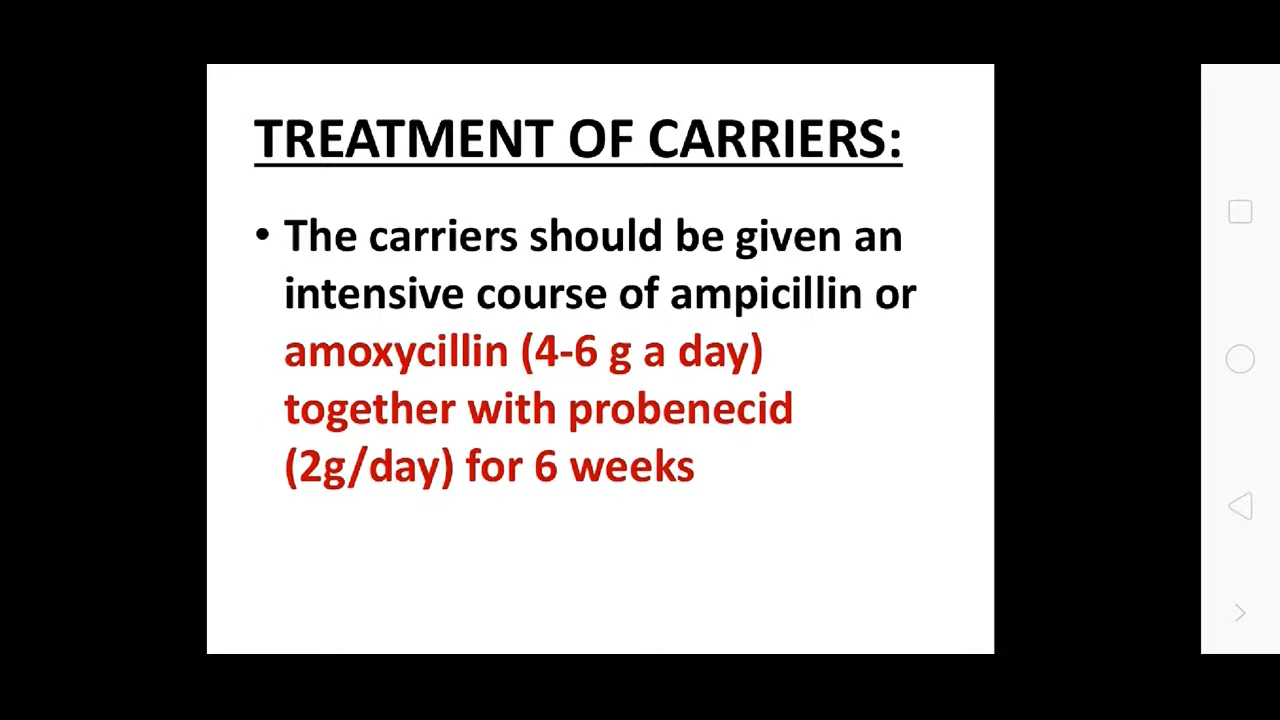 TREATMENT OF CARRIERS:
• The carriers should be given an
intensive course of ampicillin or
amoxycillin (4-6 g a day)
together with probenecid
(2g/day) for 6 weeks